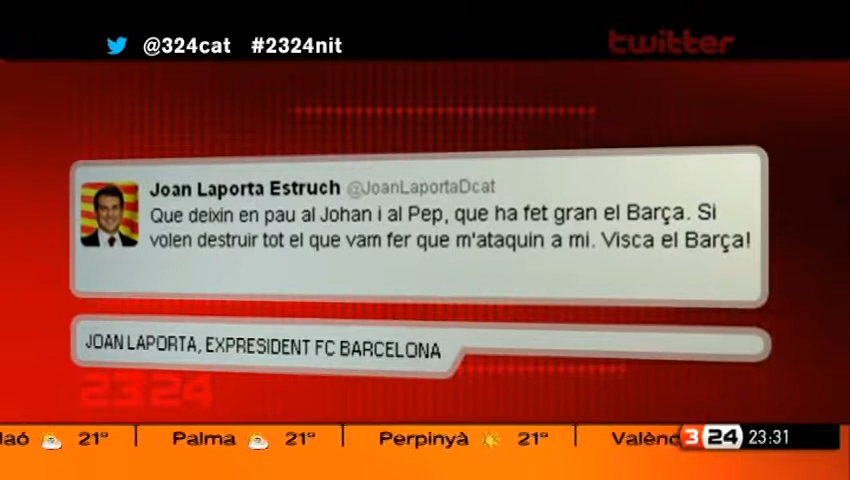 @324cat #2324nit
twitter
Joan Laporta Estruch @JoanLaportaDcat
Que deixin en pau al Johan i al Pep, que ha fet gran el Barça. Si
volen destruir tot el que vam fer que m'ataquin a mi. Visca el Barça!
JOAN LAPORTA, EXPRESIDENT FC BARCELONA
2324
laó 21° Palma 21° Perpinyà 21° Valènc 3 24 23:31